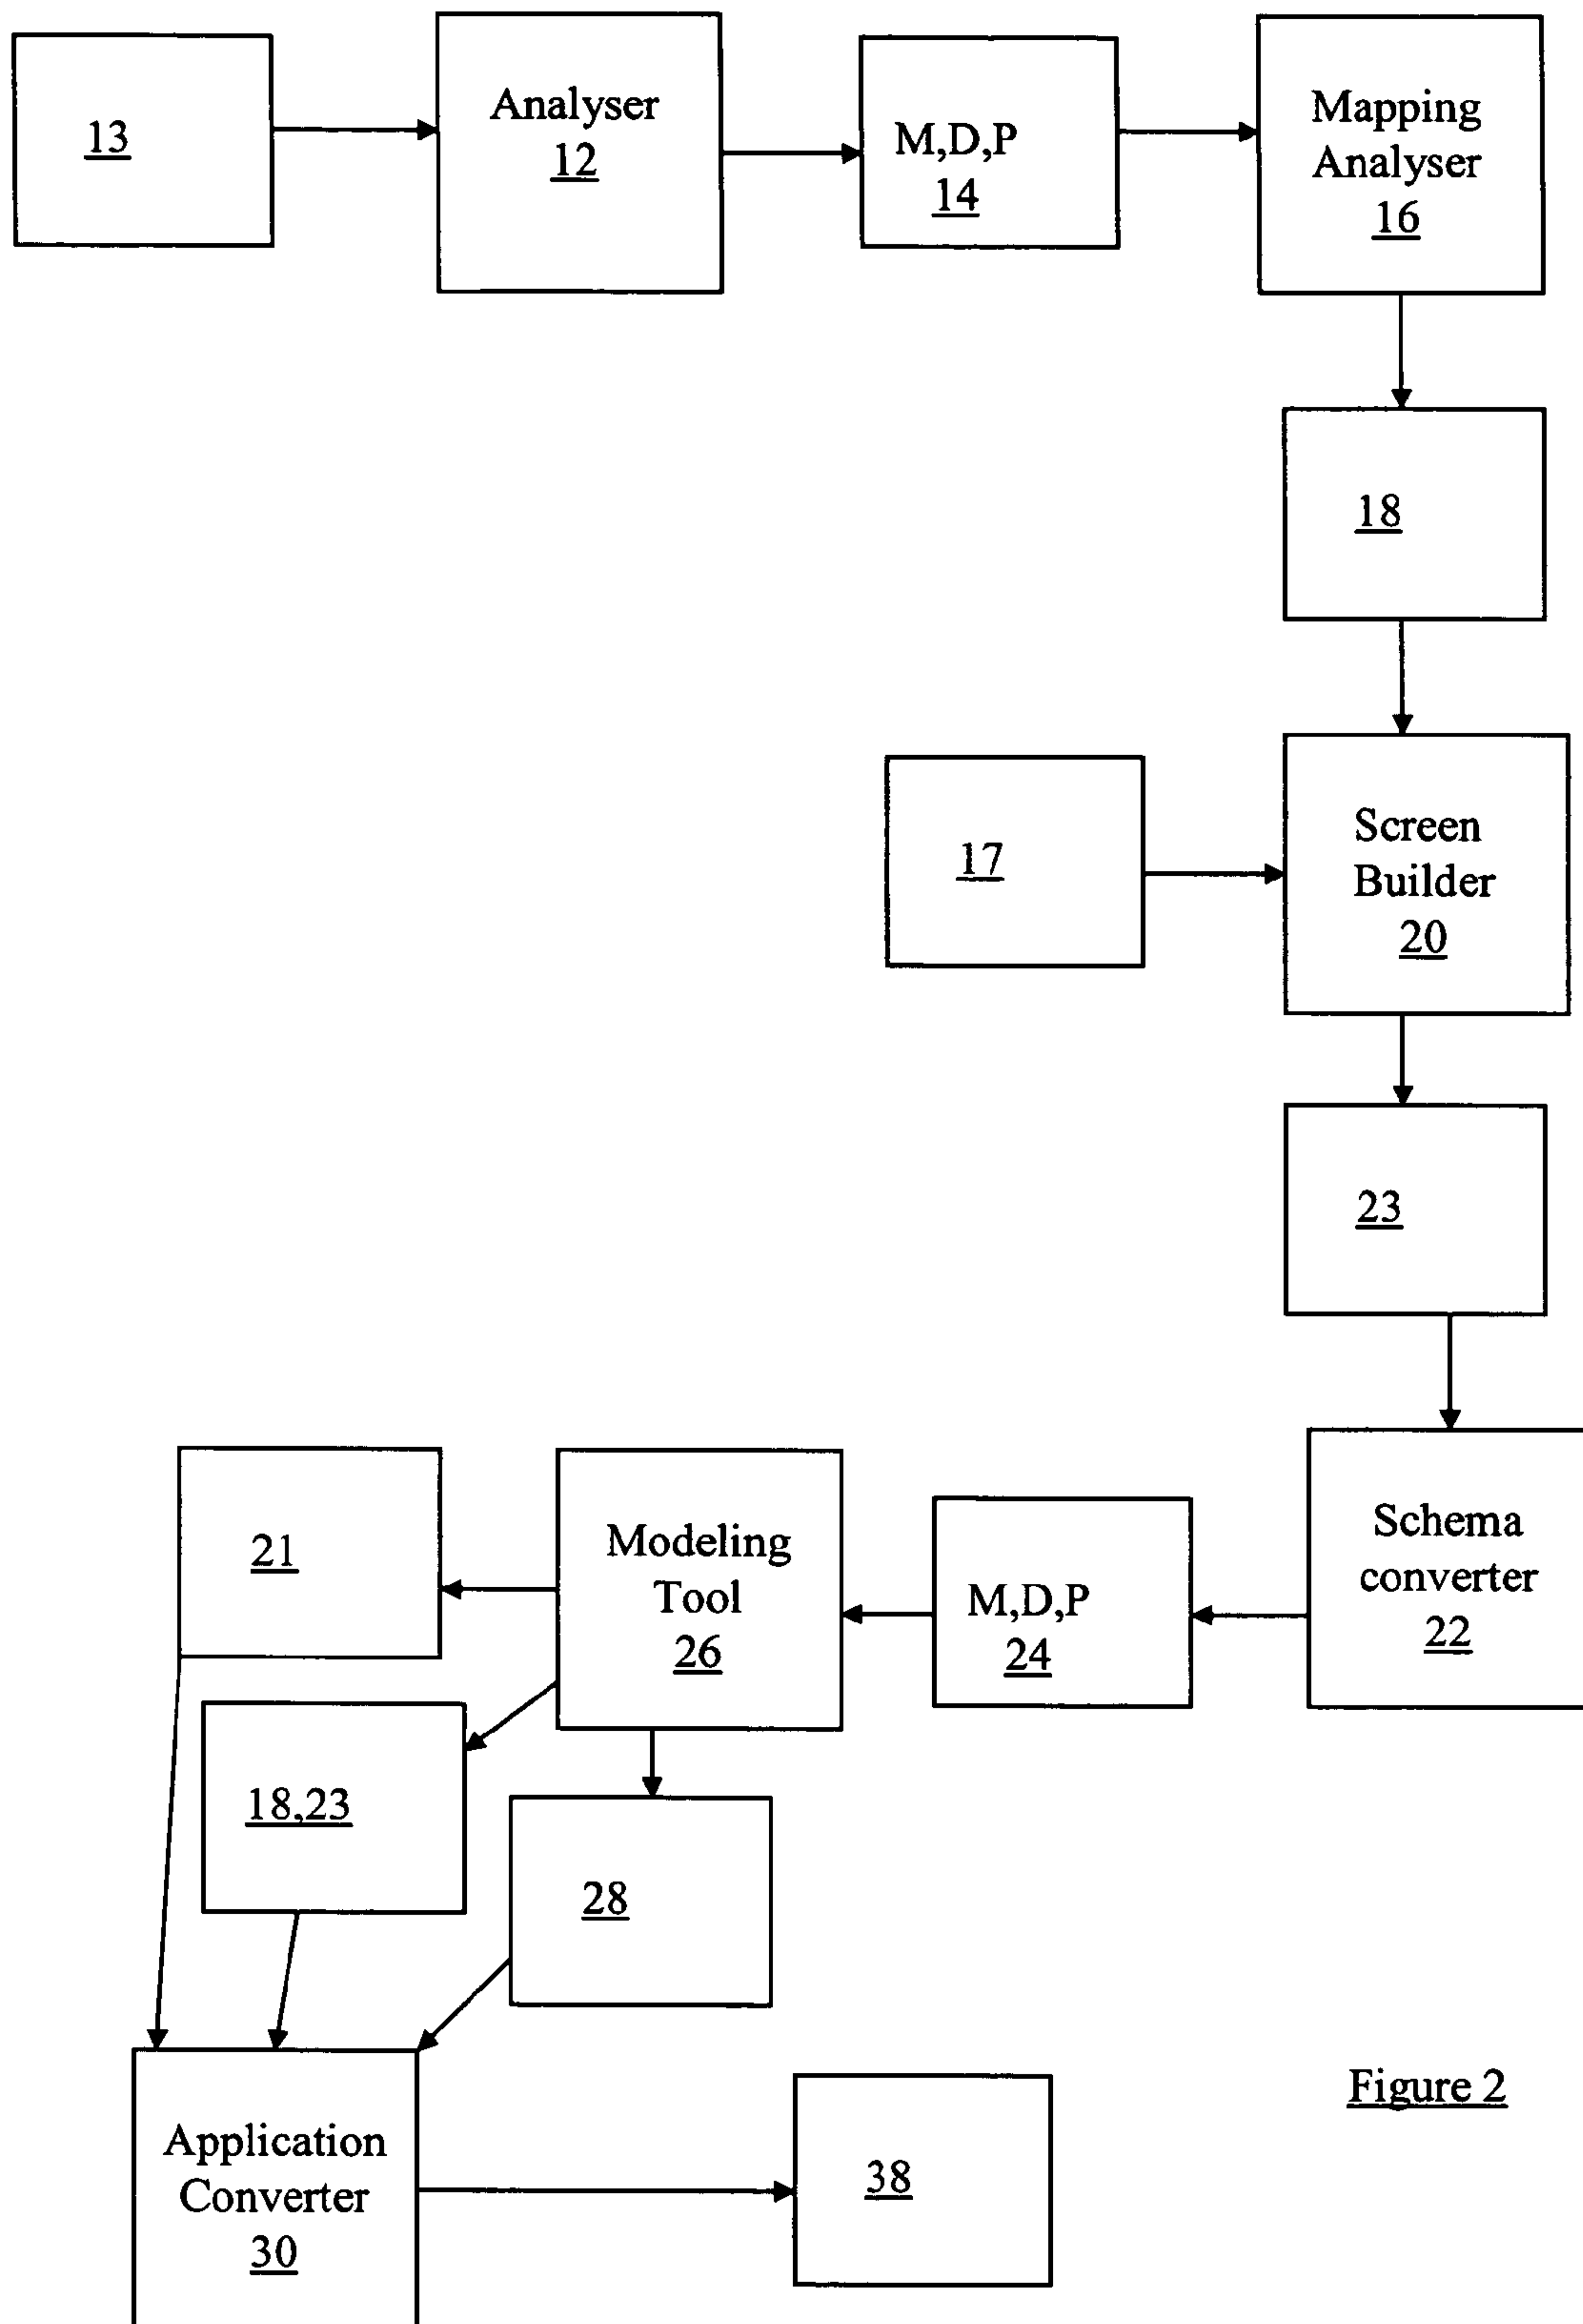 13
Analyser
12
M,D,P
14
Mapping
Analyser
16
18
17
Screen
Builder
20
23
21
Modeling
Tool
26
M,D,P
24
Schema
converter
22
18,23
28
Application
Converter
30
38
Figure 2